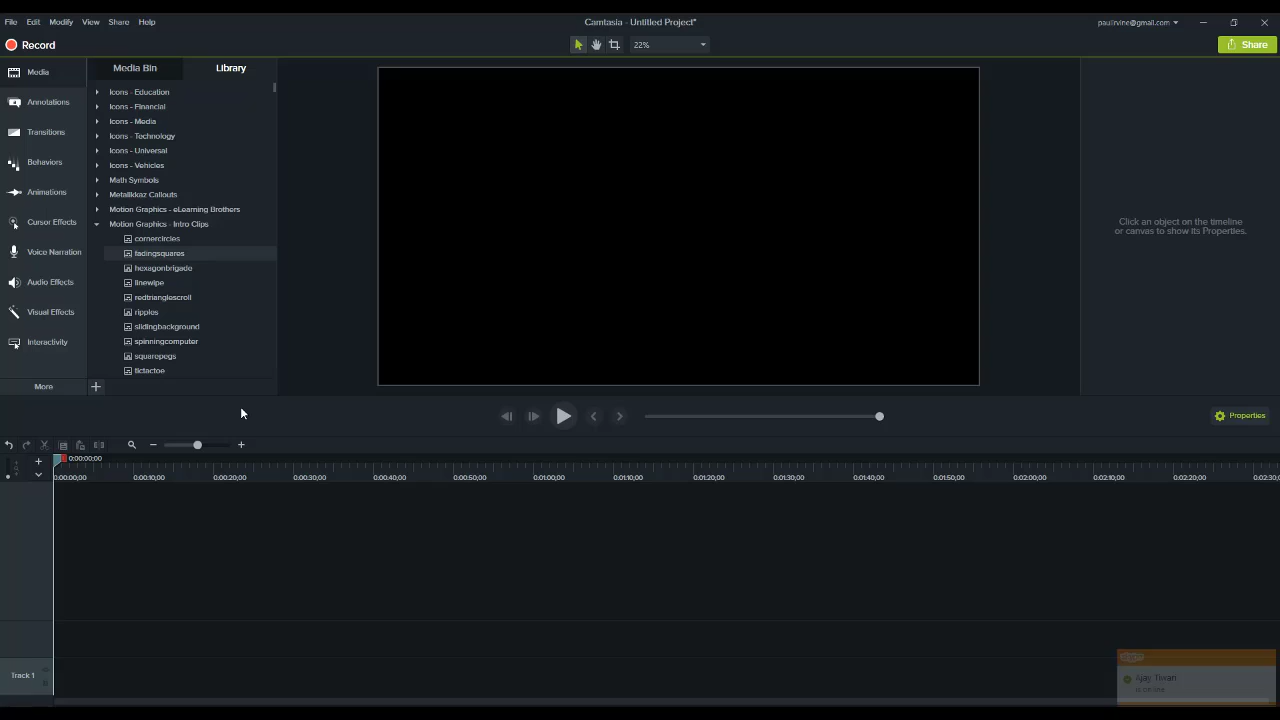 File Edit Modify View Share Help
Camtasia - Untitled Project*
paulirvine@gmail.com
Record
22%
Share
Media
Annotations
Transitions
Behaviors
Animations
Cursor Effects
Voice Narration
Audio Effects
Visual Effects
Interactivity
More
Media Bin
Library
Icons - Education
Icons - Financial
Icons - Media
Icons - Technology
Icons - Universal
Icons - Vehicles
Math Symbols
Metallikkaz Callouts
Motion Graphics - eLearning Brothers
Motion Graphics - Intro Clips
cornercircles
fadingsquares
hexagonbrigade
linewipe
redtrianglescroll
ripples
slidingbackground
spinningcomputer
squarepegs
tictactoe
Click an object on the timeline
or canvas to show its Properties.
Properties
0:00:00;00
0:00:00;00 0:00:10;00 0:00:20;00 0:00:30;00 0:00:40;00 0:00:50;00 0:01:00;00 0:01:10;00 0:01:20;00 0:01:30;00 0:01:40;00 0:01:50;00 0:02:00;00 0:02:10;00 0:02:20;00
Track 1
Ajay Tiwari
is offline